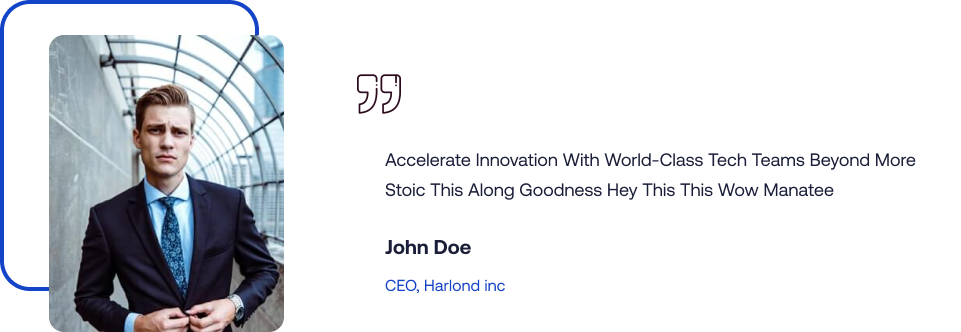 Accelerate Innovation With World-Class Tech Teams Beyond More
Stoic This Along Goodness Hey This This Wow Manatee
John Doe
CEO, Harlond inc